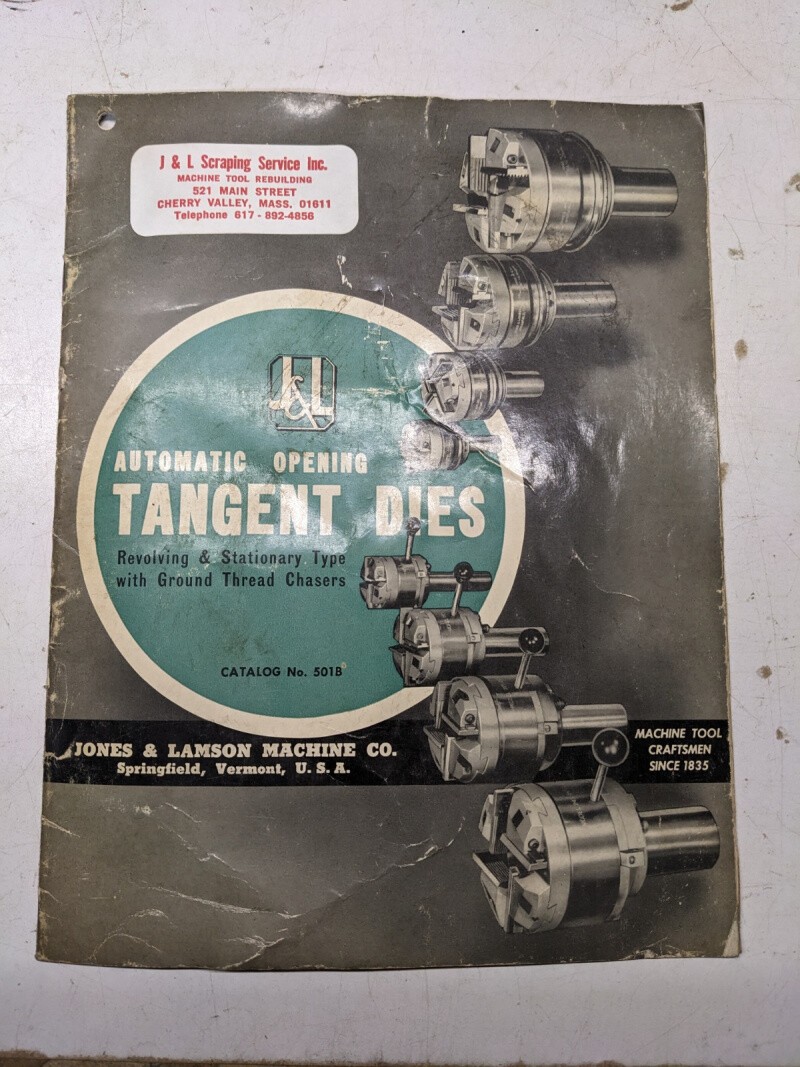 J & L Scraping Service Inc.
MACHINE TOOL REBUILDING
521 MAIN STREET
CHERRY VALLEY, MASS. 01611
Telephone 617 - 892-4856
J&L
AUTOMATIC OPENING
TANGENT DIES
Revolving & Stationary Type
with Ground Thread Chasers
CATALOG No. 501B
JONES & LAMSON MACHINE CO.
Springfield, Vermont, U. S. A.
MACHINE TOOL
CRAFTSMEN
SINCE 1835